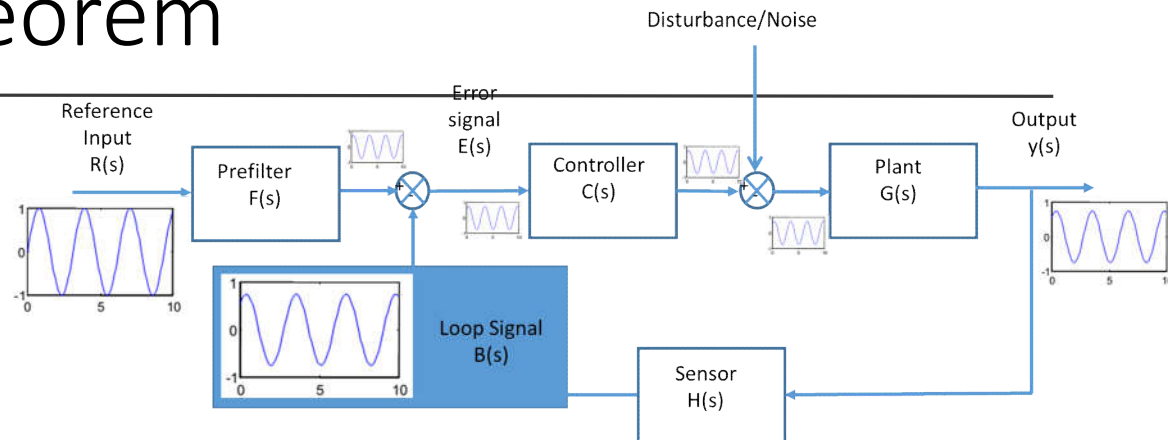 eorem
Disturbance/Noise
Reference
Input
R(s)
Error
signal
E(s)
Output
y(s)
Prefilter
F(s)
Controller
C(s)
Plant
G(s)
+
-
+
-
1
0
-1
0
5
10
1
0
-1
0
5
10
1
0
-1
0
5
10
Loop Signal
B(s)
Sensor
H(s)